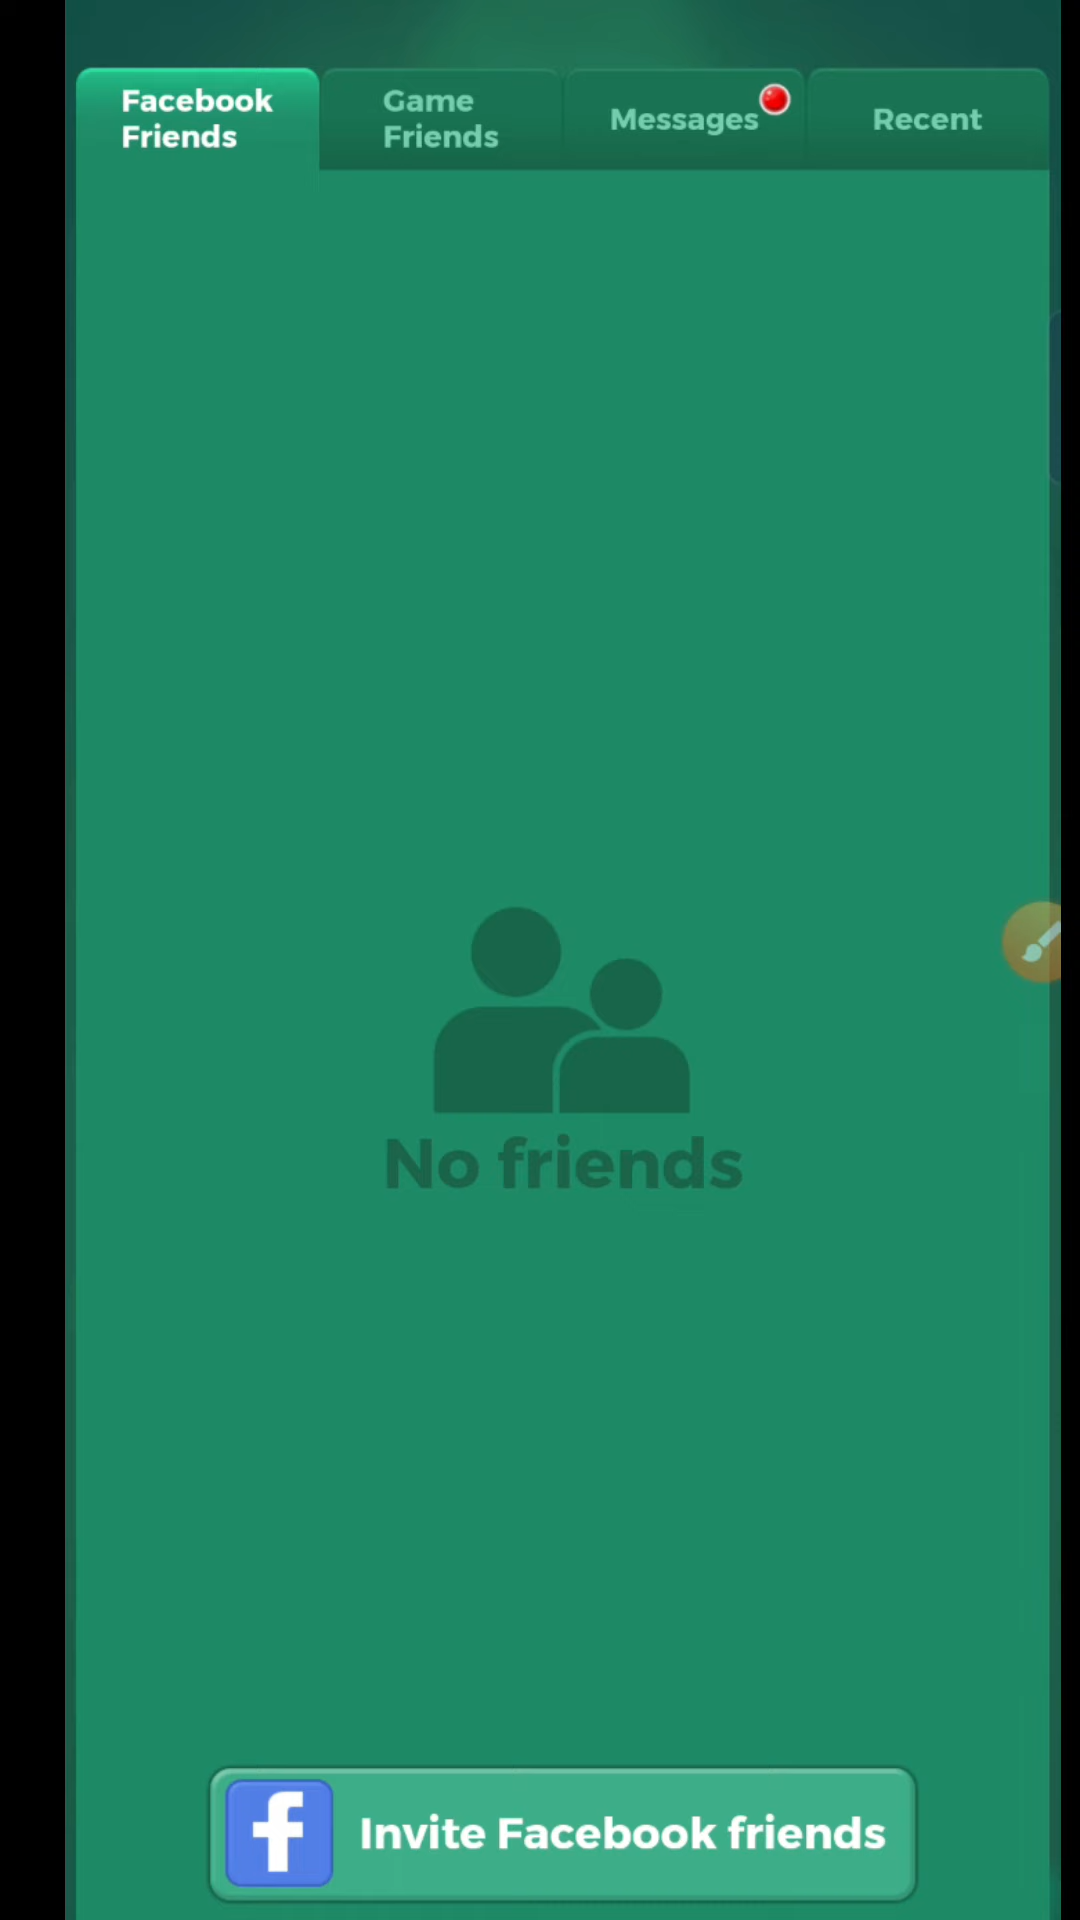 Facebook
Friends
Game
Friends
Messages
Recent
No friends
Invite Facebook friends